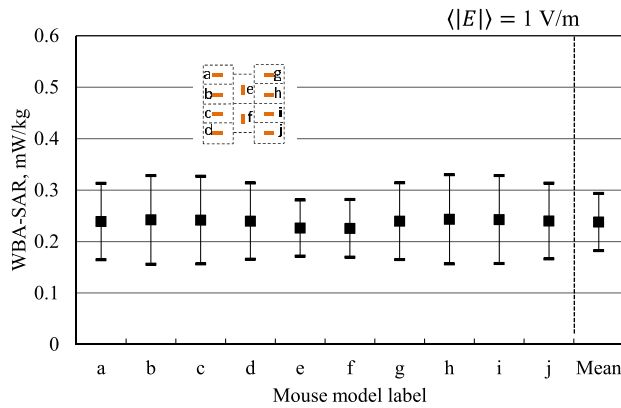 ⟨|E|⟩ = 1 V/m
WBA-SAR, mW/kg
0.6
0.5
0.4
0.3
0.2
0.1
0
a g
b e h
c f i
d j
a b c d e f g h i j Mean
Mouse model label